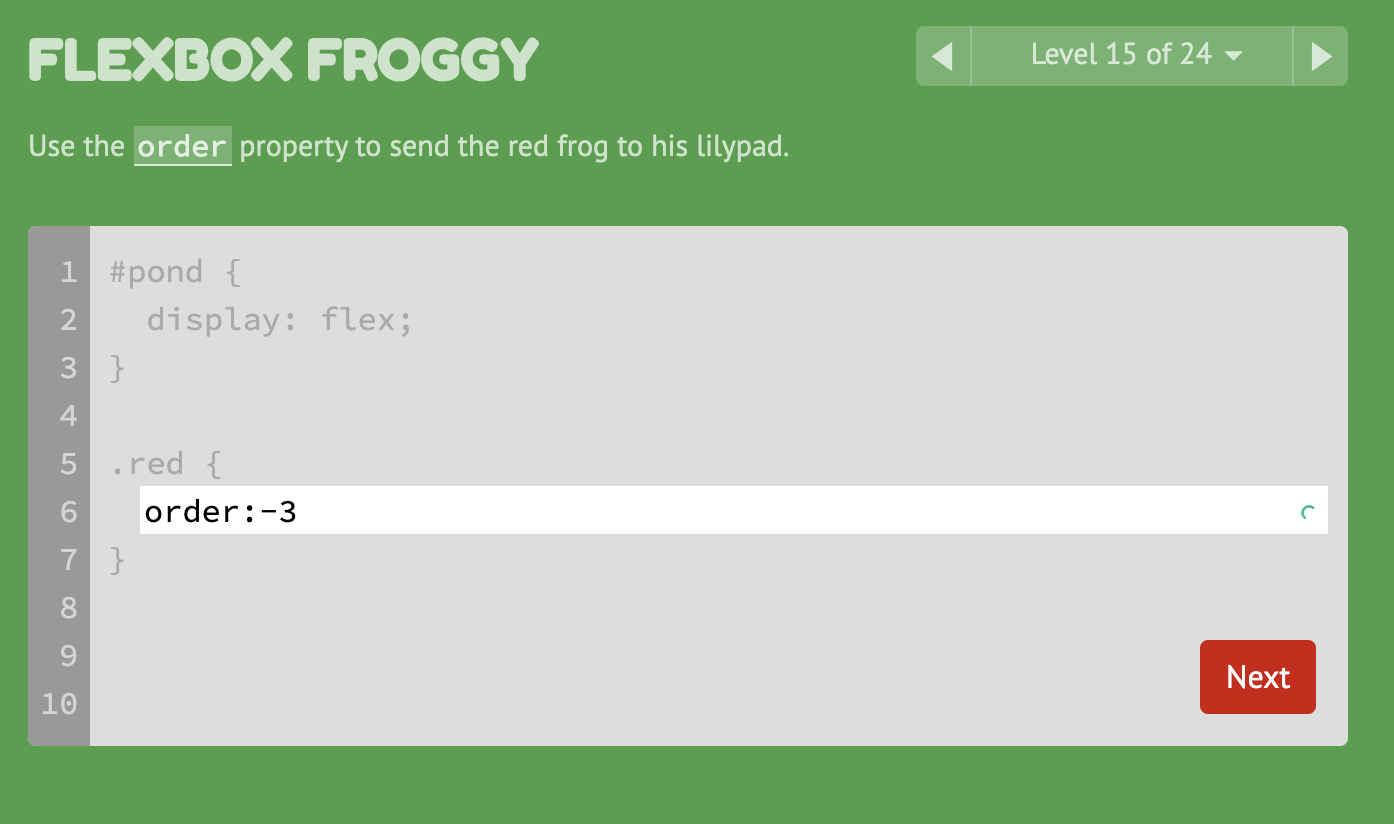 FLEXBOX FROGGY
Level 15 of 24
Use the order property to send the red frog to his lilypad.
1 #pond {
2   display: flex;
3 }
4
5 .red {
6   order:-3
7 }
8
9
10
Next